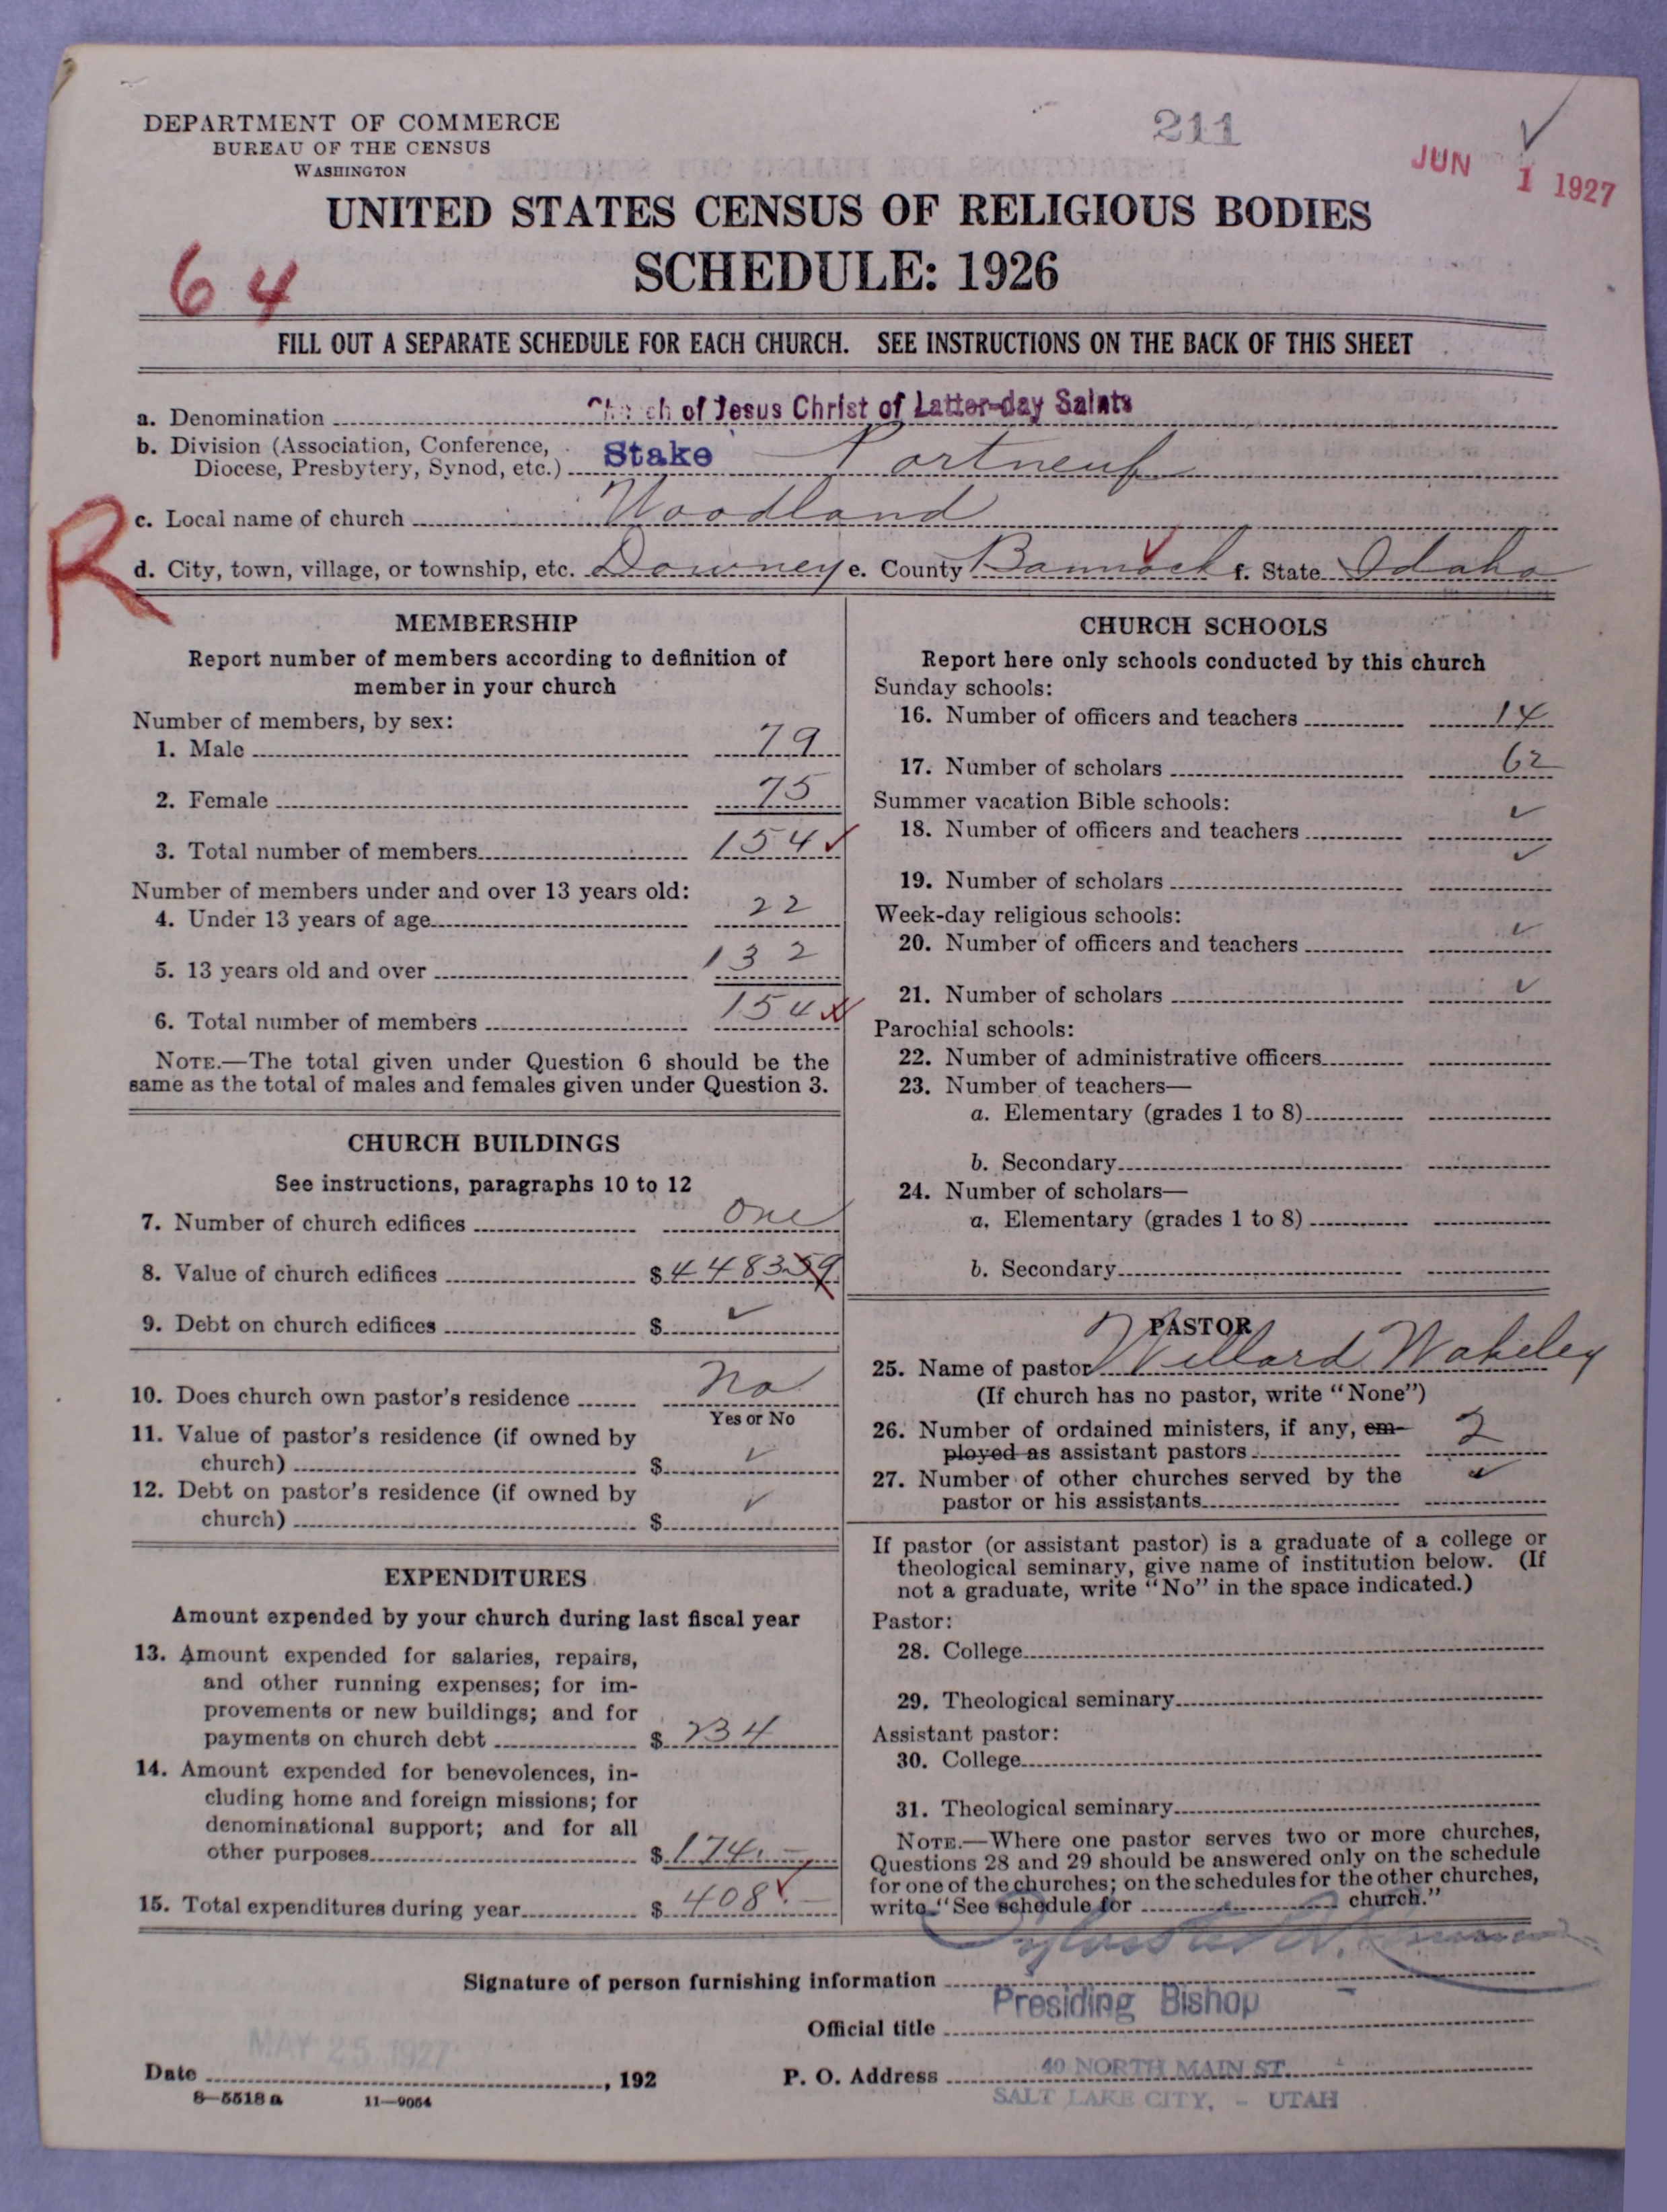 DEPARTMENT OF COMMERCE
BUREAU OF THE CENSUS
WASHINGTON
211
JUN 1 1927
UNITED STATES CENSUS OF RELIGIOUS BODIES
SCHEDULE: 1926
64
FILL OUT A SEPARATE SCHEDULE FOR EACH CHURCH. SEE INSTRUCTIONS ON THE BACK OF THIS SHEET
a. Denomination Church of Jesus Christ of Latter-day Saints
b. Division (Association, Conference,
Diocese, Presbytery, Synod, etc.) Stake Portneuf
R
c. Local name of church Woodland
d. City, town, village, or township, etc. Downey e. County Bannock f. State Idaho
MEMBERSHIP
Report number of members according to definition of
member in your church
Number of members, by sex:
1. Male 79
2. Female 75
3. Total number of members 154
Number of members under and over 13 years old:
4. Under 13 years of age 22
5. 13 years old and over 132
6. Total number of members 154
NOTE.—The total given under Question 6 should be the
same as the total of males and females given under Question 3.
CHURCH BUILDINGS
See instructions, paragraphs 10 to 12
7. Number of church edifices One
8. Value of church edifices $ 448359
9. Debt on church edifices $ ✓
10. Does church own pastor's residence No
Yes or No
11. Value of pastor's residence (if owned by
church) $ ✓
12. Debt on pastor's residence (if owned by
church) $ ✓
EXPENDITURES
Amount expended by your church during last fiscal year
13. Amount expended for salaries, repairs,
and other running expenses; for im-
provements or new buildings; and for
payments on church debt $ 234
14. Amount expended for benevolences, in-
cluding home and foreign missions; for
denominational support; and for all
other purposes $ 174.—
15. Total expenditures during year $ 408.—
CHURCH SCHOOLS
Report here only schools conducted by this church
Sunday schools:
16. Number of officers and teachers 14
17. Number of scholars 62
Summer vacation Bible schools:
18. Number of officers and teachers ✓
19. Number of scholars ✓
Week-day religious schools:
20. Number of officers and teachers ✓
21. Number of scholars ✓
Parochial schools:
22. Number of administrative officers
23. Number of teachers—
a. Elementary (grades 1 to 8)
b. Secondary
24. Number of scholars—
a. Elementary (grades 1 to 8)
b. Secondary
PASTOR
25. Name of pastor Willard Wakeley
(If church has no pastor, write "None")
26. Number of ordained ministers, if any, em-
ployed as assistant pastors 2
27. Number of other churches served by the
pastor or his assistants ✓
If pastor (or assistant pastor) is a graduate of a college or
theological seminary, give name of institution below. (If
not a graduate, write "No" in the space indicated.)
Pastor:
28. College
29. Theological seminary
Assistant pastor:
30. College
31. Theological seminary
NOTE.—Where one pastor serves two or more churches,
Questions 28 and 29 should be answered only on the schedule
for one of the churches; on the schedules for the other churches,
write "See schedule for church."
Signature of person furnishing information
Official title Presiding Bishop
MAY 25 1927
Date , 192
P. O. Address 40 NORTH MAIN ST.
SALT LAKE CITY, - UTAH
8—5518 a 11—9054